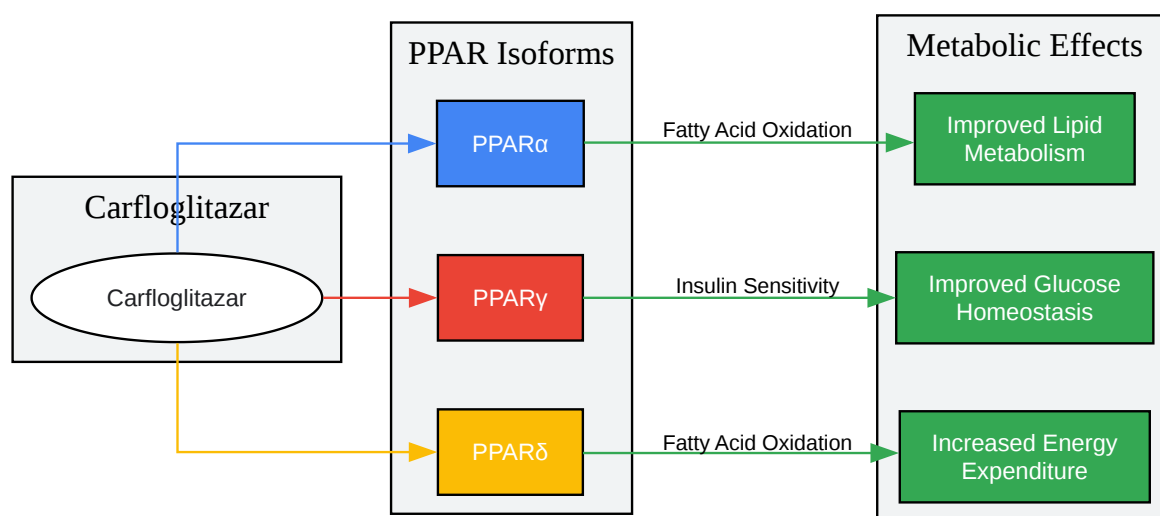 PPAR Isoforms
Metabolic Effects
Carfloglitazar
Carfloglitazar
PPARα
Fatty Acid Oxidation
Improved Lipid
Metabolism
PPARγ
Insulin Sensitivity
Improved Glucose
Homeostasis
PPARδ
Fatty Acid Oxidation
Increased Energy
Expenditure